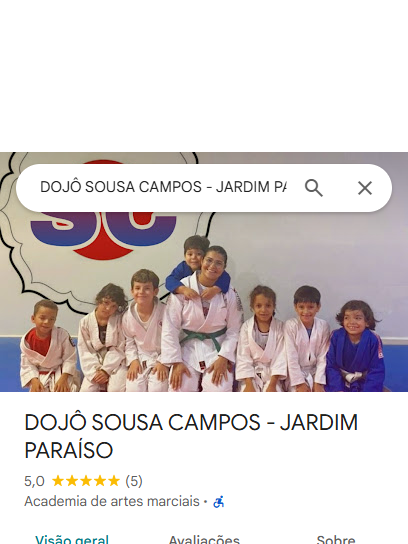 DOJÔ SOUSA CAMPOS - JARDIM PA
SC
DOJÔ SOUSA CAMPOS - JARDIM
PARAÍSO
5,0 ★★★★★ (5)
Academia de artes marciais ·
Visão geral Avaliações Sobre